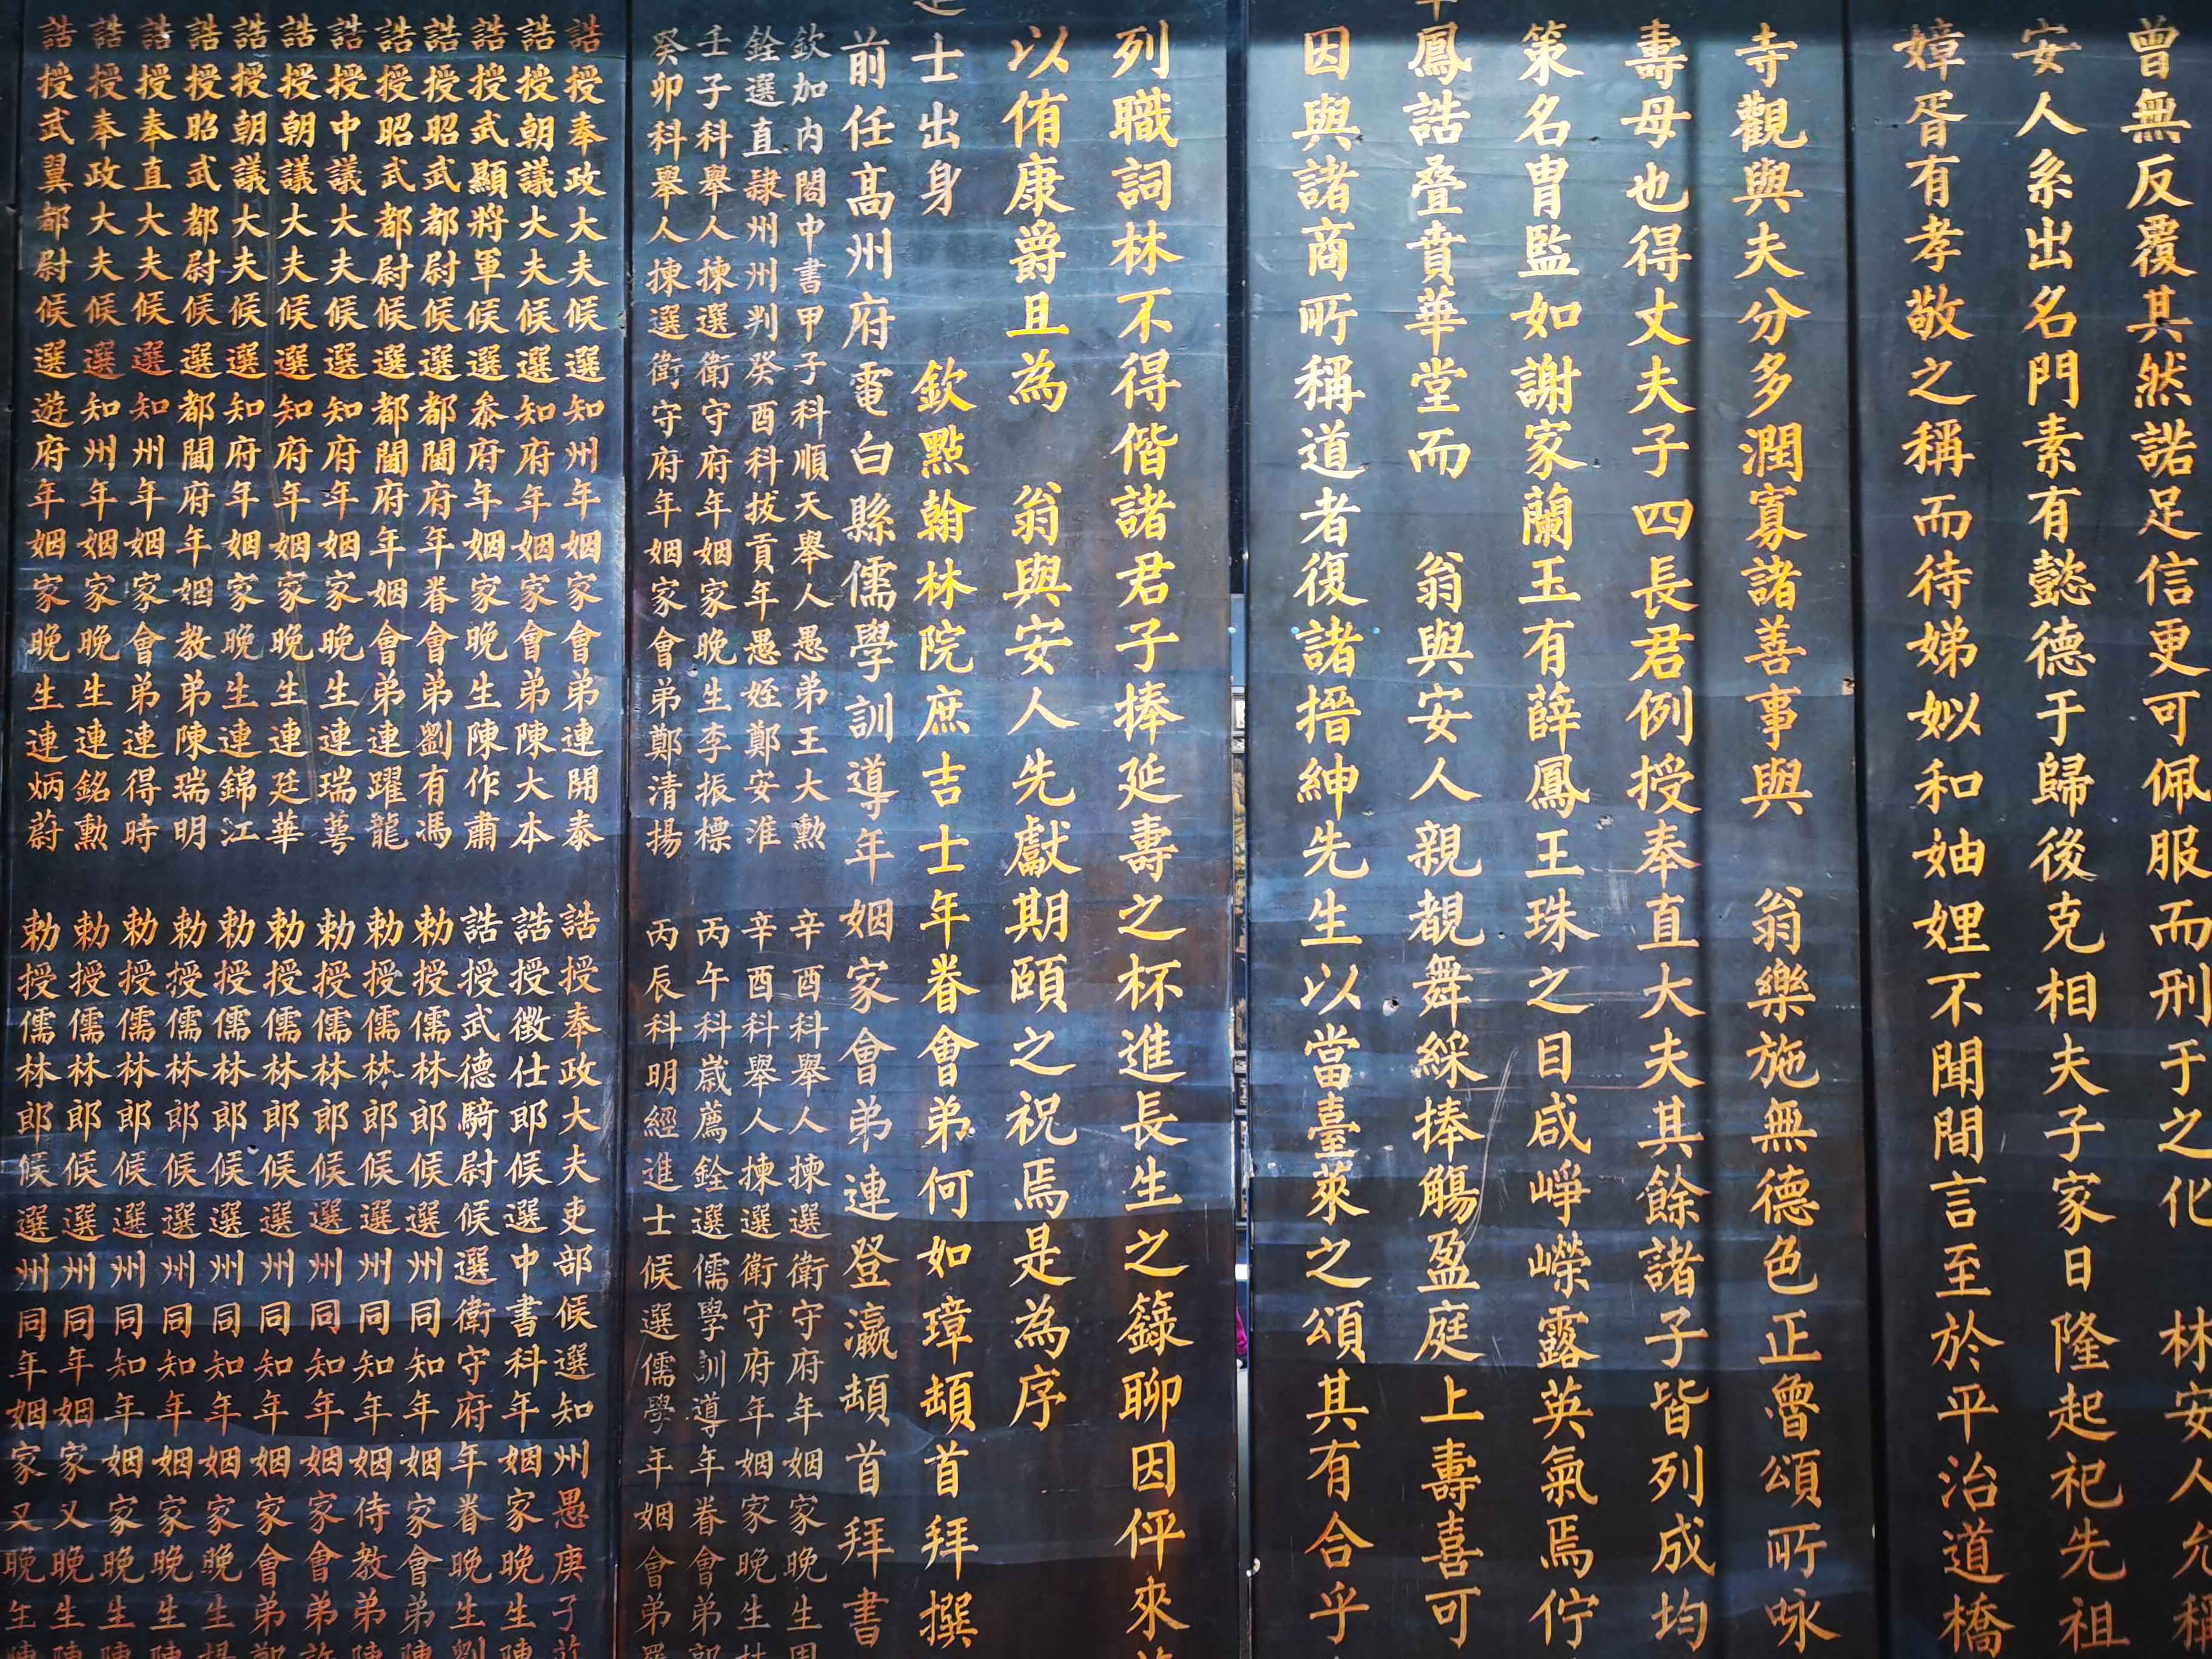 曾無反覆其然諾足信更可佩服而刑于之化 林安人允稱
安人系出名門素有懿德于歸後克相夫子家日隆起祀先祖
嫜胥有孝敬之稱而待娣姒和妯娌不聞間言至於平治道橋
寺觀與夫分多潤寡諸善事與 翁樂施無德色正魯頌所咏
壽母也得丈夫子四長君例授奉直大夫其餘諸子皆列成均
策名胄監如謝家蘭玉有薛鳳王珠之目咸崢嶸露英氣焉佇
鳳誥叠賁華堂而 翁與安人親覩舞綵捧觴盈庭上壽喜可
因與諸商所稱道者復諸搢紳先生以當臺萊之頌其有合乎
列職詞林不得偕諸君子捧延壽之杯進長生之籙聊因伻來
以侑康爵且為 翁與安人先獻期頤之祝焉是為序
士出身 欽點翰林院庶吉士年眷會弟何如璋頓首拜撰
前任高州府電白縣儒學訓導年姻家會弟連登瀛頓首拜書
欽加內閣中書甲子科順天舉人愚弟王大勲 辛酉科舉人揀選衛守府年姻家晚生周
銓選直隸州州判癸酉科拔貢年愚姪鄭安淮 辛酉科舉人揀選衛守府年姻家晚生
壬子科舉人揀選衛守府年姻家晚生李振標 丙午科歲薦銓選儒學訓導年眷會弟郭
癸卯科舉人揀選衛守府年姻家會弟鄭清揚 丙辰科明經進士候選儒學年姻會弟羅
誥授奉政大夫候選知州年姻家會弟連開泰 誥授奉政大夫吏部候選知州愚庚子
誥授朝議大夫候選知府年姻家會弟陳大本 誥授徵仕郎候選中書科年姻家晚生陳
誥授武顯將軍候選叅府年姻家晚生陳作肅 誥授武德騎尉候選衛守府年眷晚生劉
誥授昭武都尉候選都閫府年眷會弟劉有馮 勅授儒林郎候選州同知年姻家會弟陳
誥授昭武都尉候選都閫府年姻會弟連躍龍 勅授儒林郎候選州同知年姻侍教弟陳
誥授中議大夫候選知府年姻家晚生連瑞萼 勅授儒林郎候選州同知年姻家會弟許
誥授朝議大夫候選知府年姻家晚生連廷華 勅授儒林郎候選州同知年姻家會弟鄭
誥授朝議大夫候選知府年姻家晚生連錦江 勅授儒林郎候選州同知年姻家晚生楊
誥授昭武都尉候選都閫府年姻教弟陳瑞明 勅授儒林郎候選州同知年姻家晚生陳
誥授奉直大夫候選知州年姻家會弟連得時 勅授儒林郎候選州同知年姻家晚生陳
誥授奉政大夫候選知州年姻家晚生連銘勲 勅授儒林郎候選州同年姻家又晚生陳
誥授武翼都尉候選遊府年姻家晚生連炳蔚 勅授儒林郎候選州同年姻家又晚生陳